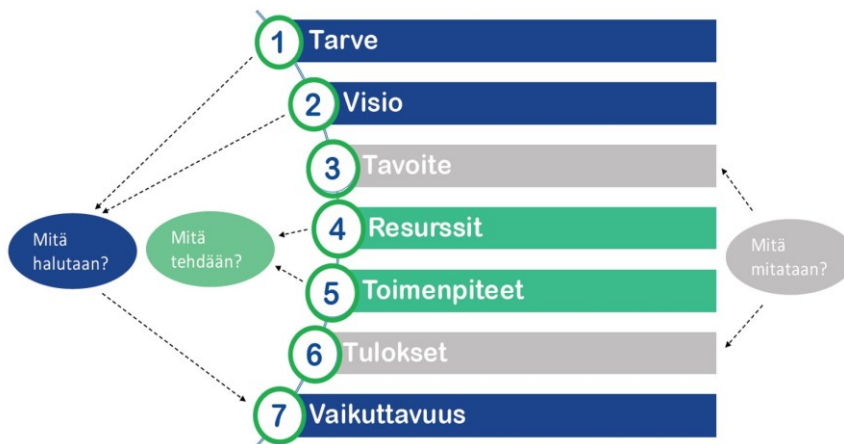 1 Tarve
2 Visio
3 Tavoite
4 Resurssit
5 Toimenpiteet
6 Tulokset
7 Vaikuttavuus
Mitä
halutaan?
Mitä
tehdään?
Mitä
mitataan?